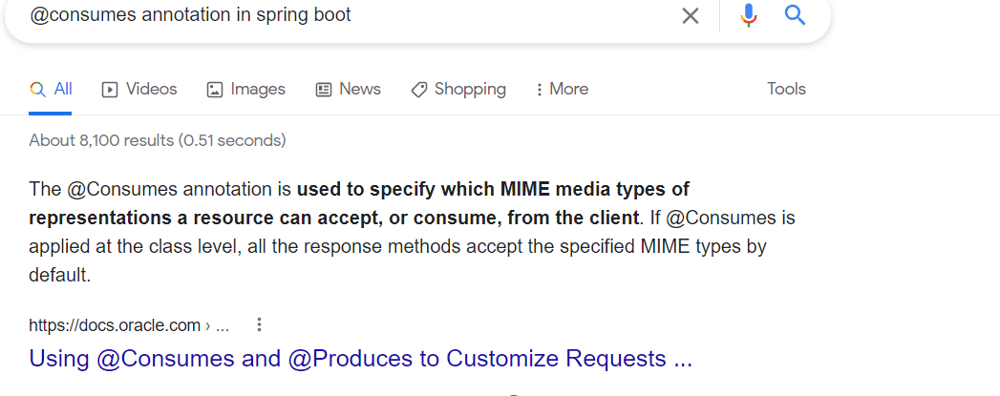 @consumes annotation in spring boot
All Videos Images News Shopping More Tools
About 8,100 results (0.51 seconds)
The @Consumes annotation is used to specify which MIME media types of
representations a resource can accept, or consume, from the client. If @Consumes is
applied at the class level, all the response methods accept the specified MIME types by
default.
https://docs.oracle.com › ...
Using @Consumes and @Produces to Customize Requests ...